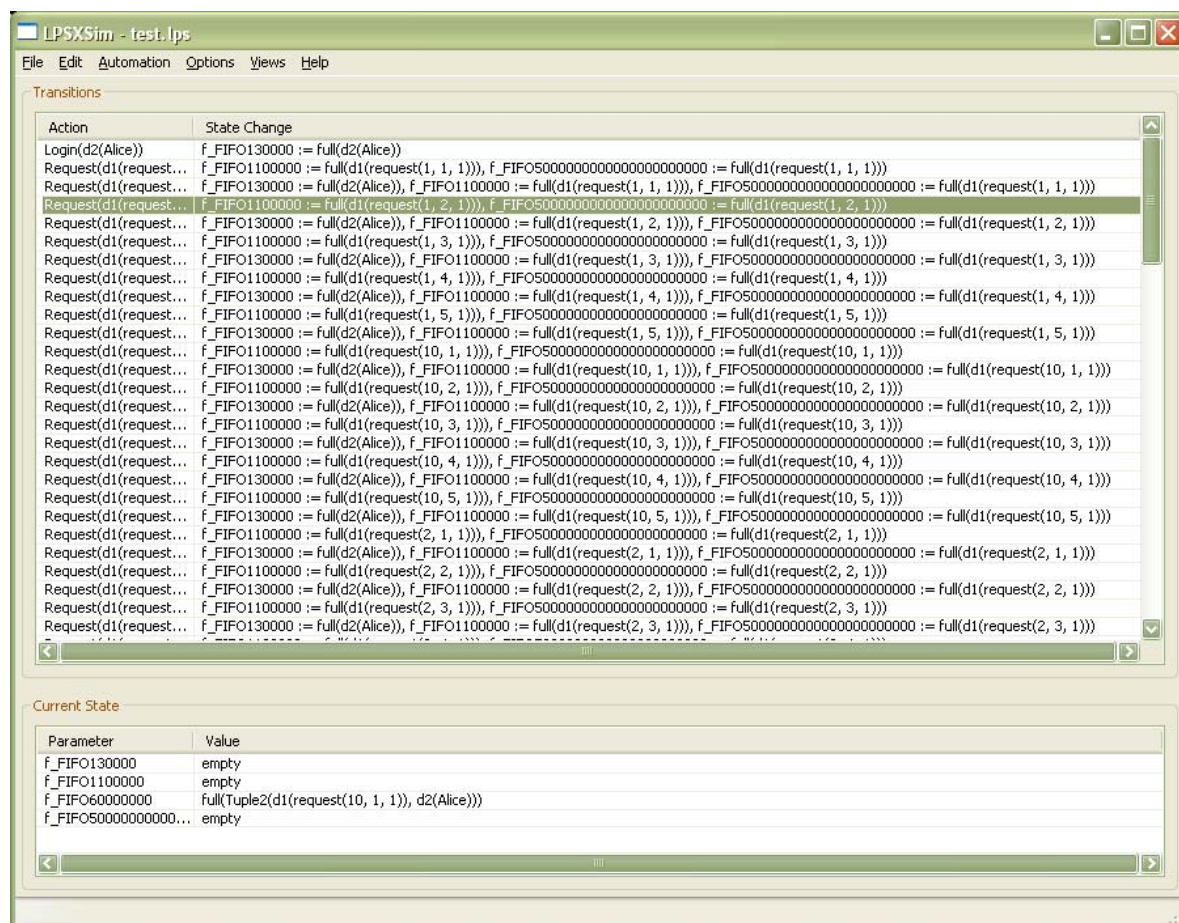 LPSXSim - test.lps
File Edit Automation Options Views Help
Transitions
Action State Change
Login(d2(Alice)) f_FIFO130000 := full(d2(Alice))
Request(d1(request... f_FIFO1100000 := full(d1(request(1, 1, 1))), f_FIFO5000000000000000000000 := full(d1(request(1, 1, 1)))
Request(d1(request... f_FIFO130000 := full(d2(Alice)), f_FIFO1100000 := full(d1(request(1, 1, 1))), f_FIFO5000000000000000000000 := full(d1(request(1, 1, 1)))
Request(d1(request... f_FIFO1100000 := full(d1(request(1, 2, 1))), f_FIFO5000000000000000000000 := full(d1(request(1, 2, 1)))
Request(d1(request... f_FIFO130000 := full(d2(Alice)), f_FIFO1100000 := full(d1(request(1, 2, 1))), f_FIFO5000000000000000000000 := full(d1(request(1, 2, 1)))
Request(d1(request... f_FIFO1100000 := full(d1(request(1, 3, 1))), f_FIFO5000000000000000000000 := full(d1(request(1, 3, 1)))
Request(d1(request... f_FIFO130000 := full(d2(Alice)), f_FIFO1100000 := full(d1(request(1, 3, 1))), f_FIFO5000000000000000000000 := full(d1(request(1, 3, 1)))
Request(d1(request... f_FIFO1100000 := full(d1(request(1, 4, 1))), f_FIFO5000000000000000000000 := full(d1(request(1, 4, 1)))
Request(d1(request... f_FIFO130000 := full(d2(Alice)), f_FIFO1100000 := full(d1(request(1, 4, 1))), f_FIFO5000000000000000000000 := full(d1(request(1, 4, 1)))
Request(d1(request... f_FIFO1100000 := full(d1(request(1, 5, 1))), f_FIFO5000000000000000000000 := full(d1(request(1, 5, 1)))
Request(d1(request... f_FIFO130000 := full(d2(Alice)), f_FIFO1100000 := full(d1(request(1, 5, 1))), f_FIFO5000000000000000000000 := full(d1(request(1, 5, 1)))
Request(d1(request... f_FIFO1100000 := full(d1(request(10, 1, 1))), f_FIFO5000000000000000000000 := full(d1(request(10, 1, 1)))
Request(d1(request... f_FIFO130000 := full(d2(Alice)), f_FIFO1100000 := full(d1(request(10, 1, 1))), f_FIFO5000000000000000000000 := full(d1(request(10, 1, 1)))
Request(d1(request... f_FIFO1100000 := full(d1(request(10, 2, 1))), f_FIFO5000000000000000000000 := full(d1(request(10, 2, 1)))
Request(d1(request... f_FIFO130000 := full(d2(Alice)), f_FIFO1100000 := full(d1(request(10, 2, 1))), f_FIFO5000000000000000000000 := full(d1(request(10, 2, 1)))
Request(d1(request... f_FIFO1100000 := full(d1(request(10, 3, 1))), f_FIFO5000000000000000000000 := full(d1(request(10, 3, 1)))
Request(d1(request... f_FIFO130000 := full(d2(Alice)), f_FIFO1100000 := full(d1(request(10, 3, 1))), f_FIFO5000000000000000000000 := full(d1(request(10, 3, 1)))
Request(d1(request... f_FIFO1100000 := full(d1(request(10, 4, 1))), f_FIFO5000000000000000000000 := full(d1(request(10, 4, 1)))
Request(d1(request... f_FIFO130000 := full(d2(Alice)), f_FIFO1100000 := full(d1(request(10, 4, 1))), f_FIFO5000000000000000000000 := full(d1(request(10, 4, 1)))
Request(d1(request... f_FIFO1100000 := full(d1(request(10, 5, 1))), f_FIFO5000000000000000000000 := full(d1(request(10, 5, 1)))
Request(d1(request... f_FIFO130000 := full(d2(Alice)), f_FIFO1100000 := full(d1(request(10, 5, 1))), f_FIFO5000000000000000000000 := full(d1(request(10, 5, 1)))
Request(d1(request... f_FIFO1100000 := full(d1(request(2, 1, 1))), f_FIFO5000000000000000000000 := full(d1(request(2, 1, 1)))
Request(d1(request... f_FIFO130000 := full(d2(Alice)), f_FIFO1100000 := full(d1(request(2, 1, 1))), f_FIFO5000000000000000000000 := full(d1(request(2, 1, 1)))
Request(d1(request... f_FIFO1100000 := full(d1(request(2, 2, 1))), f_FIFO5000000000000000000000 := full(d1(request(2, 2, 1)))
Request(d1(request... f_FIFO130000 := full(d2(Alice)), f_FIFO1100000 := full(d1(request(2, 2, 1))), f_FIFO5000000000000000000000 := full(d1(request(2, 2, 1)))
Request(d1(request... f_FIFO1100000 := full(d1(request(2, 3, 1))), f_FIFO5000000000000000000000 := full(d1(request(2, 3, 1)))
Request(d1(request... f_FIFO130000 := full(d2(Alice)), f_FIFO1100000 := full(d1(request(2, 3, 1))), f_FIFO5000000000000000000000 := full(d1(request(2, 3, 1)))
Current State
Parameter Value
f_FIFO130000 empty
f_FIFO1100000 empty
f_FIFO60000000 full(Tuple2(d1(request(10, 1, 1)), d2(Alice)))
f_FIFO50000000000... empty